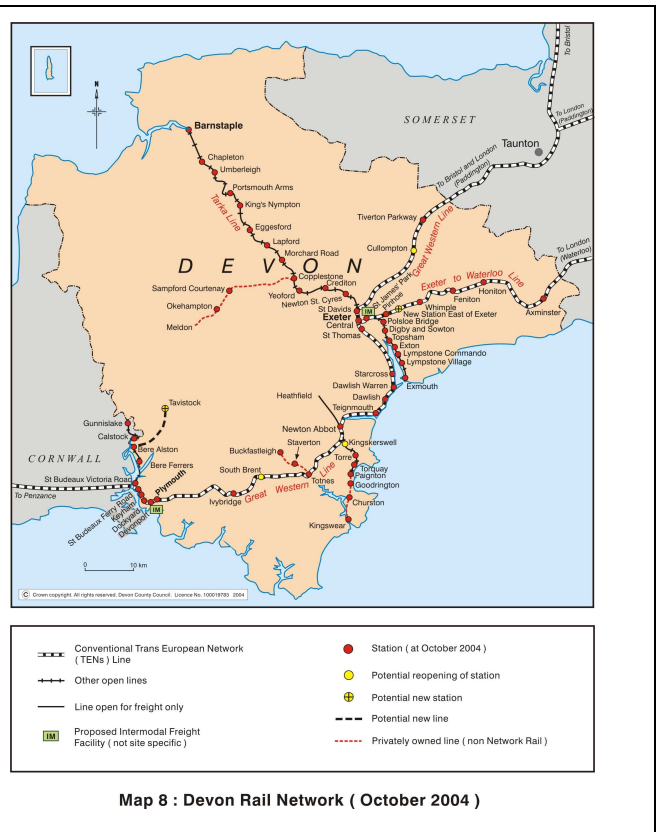 To Bristol
N
SOMERSET
To London
(Paddington)
Taunton
To Bristol and London
(Paddington)
Barnstaple
Chapleton
Umberleigh
Portsmouth Arms
King's Nympton
Tarka Line
Eggesford
Lapford
Morchard Road
Tiverton Parkway
Cullompton
Great Western Line
To London
(Waterloo)
DEVON
Copplestone
Crediton
Sampford Courtenay
Yeoford
Newton St. Cyres
Okehampton
Meldon
St Davids
Exeter
Central
St Thomas
IM
St James' Park
Pinhoe
Exeter to Waterloo Line
Whimple
Feniton
Honiton
Axminster
New Station East of Exeter
Polsloe Bridge
Digby and Sowton
Topsham
Exton
Lympstone Commando
Lympstone Village
Exmouth
Starcross
Dawlish Warren
Dawlish
Teignmouth
Heathfield
Newton Abbot
Tavistock
Gunnislake
Calstock
Bere Alston
Bere Ferrers
CORNWALL
Buckfastleigh
Staverton
Kingskerswell
Torre
Torquay
Paignton
Goodrington
Churston
Kingswear
South Brent
Totnes
Great Western Line
Ivybridge
St Budeaux Victoria Road
To Penzance
Plymouth
St Budeaux Ferry Road
Keyham
Dockyard
Devonport
IM
0 10 km
C Crown copyright. All rights reserved. Devon County Council. Licence No. 100019783 2004
Conventional Trans European Network
( TENs ) Line
Other open lines
Line open for freight only
IM Proposed Intermodal Freight
Facility ( not site specific )
Station ( at October 2004 )
Potential reopening of station
Potential new station
Potential new line
Privately owned line ( non Network Rail )
Map 8 : Devon Rail Network ( October 2004 )